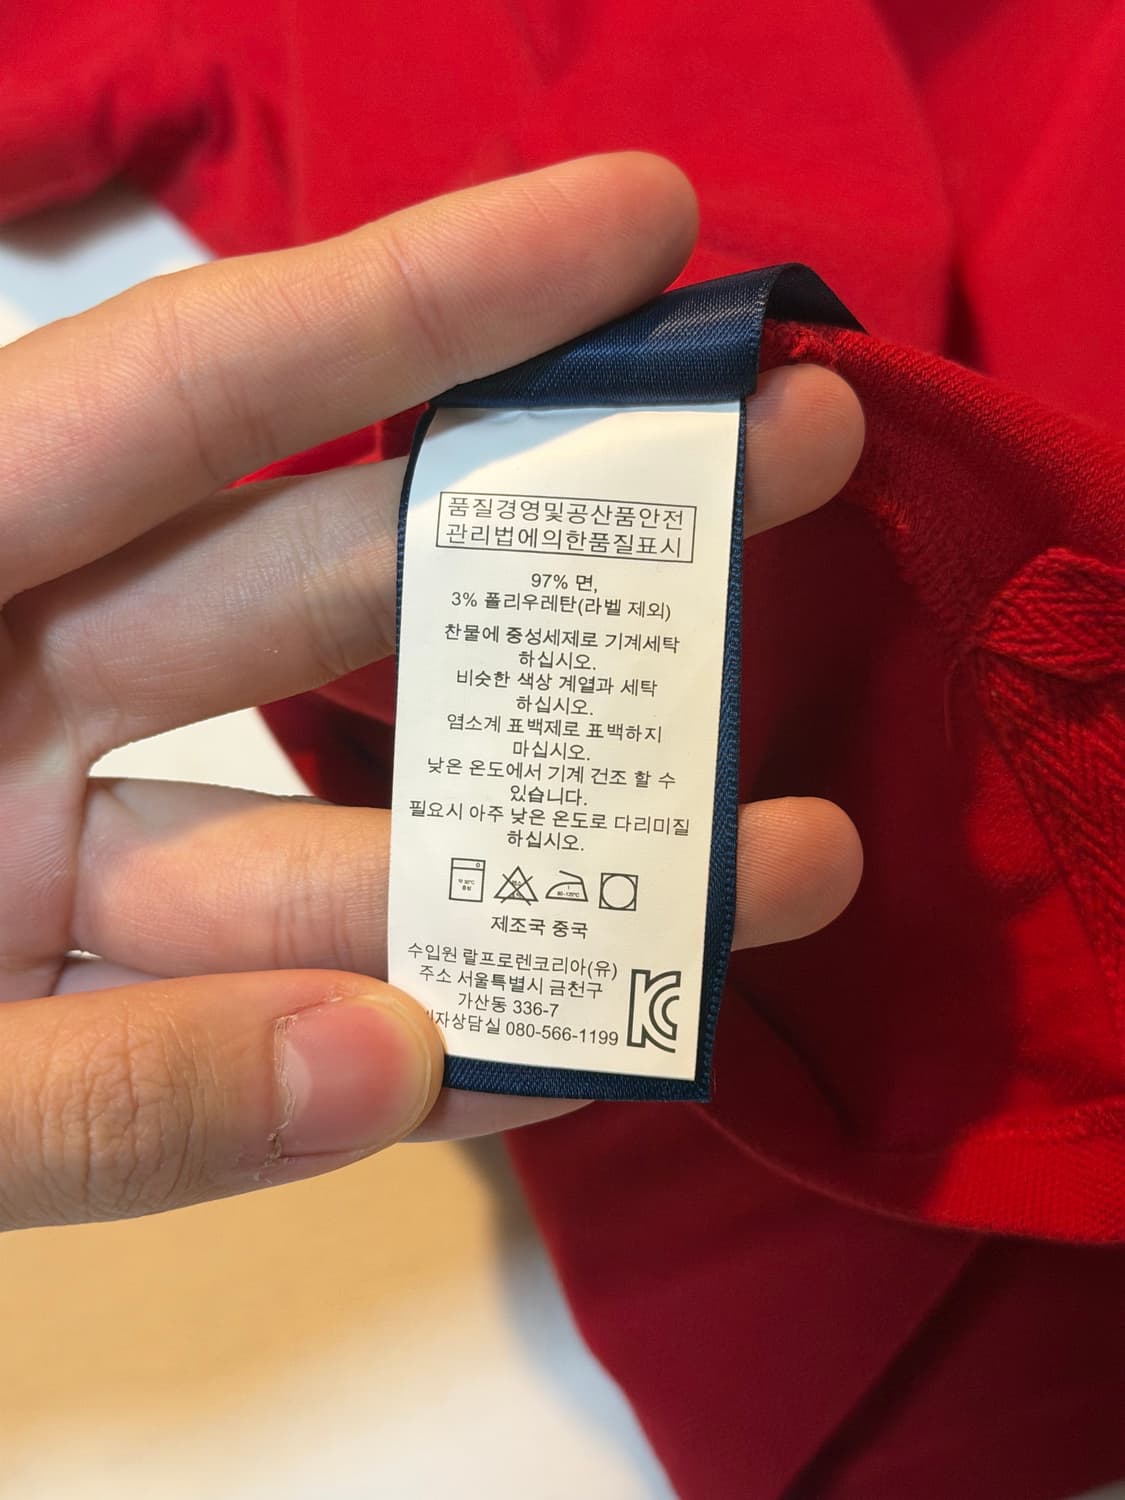 품질경영및공산품안전
관리법에의한품질표시
97% 면,
3% 폴리우레탄(라벨 제외)
찬물에 중성세제로 기계세탁
하십시오.
비슷한 색상 계열과 세탁
하십시오.
염소계 표백제로 표백하지
마십시오.
낮은 온도에서 기계 건조 할 수
있습니다.
필요시 아주 낮은 온도로 다리미질
하십시오.
제조국 중국
수입원 랄프로렌코리아(유)
주소 서울특별시 금천구
가산동 336-7
080-566-1199